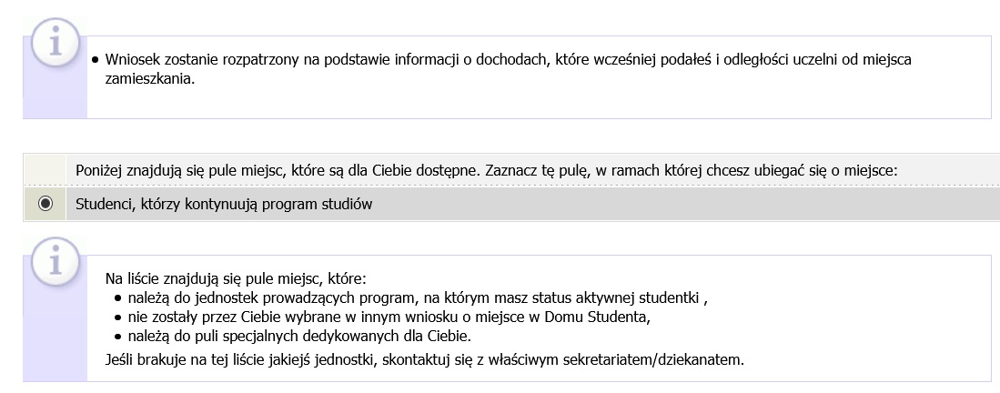 • Wniosek zostanie rozpatrzony na podstawie informacji o dochodach, które wcześniej podałeś i odległości uczelni od miejsca
zamieszkania.
Poniżej znajdują się pule miejsc, które są dla Ciebie dostępne. Zaznacz tę pulę, w ramach której chcesz ubiegać się o miejsce:
Studenci, którzy kontynuują program studiów
Na liście znajdują się pule miejsc, które:
• należą do jednostek prowadzących program, na którym masz status aktywnej studentki ,
• nie zostały przez Ciebie wybrane w innym wniosku o miejsce w Domu Studenta,
• należą do puli specjalnych dedykowanych dla Ciebie.
Jeśli brakuje na tej liście jakiejś jednostki, skontaktuj się z właściwym sekretariatem/dziekanatem.